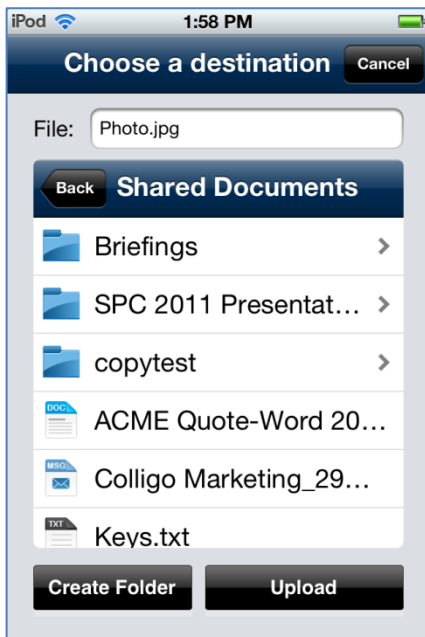 iPod 1:58 PM
Choose a destination Cancel
File: Photo.jpg
Back Shared Documents
Briefings
SPC 2011 Presentat...
copytest
DOC ACME Quote-Word 20...
MSG Colligo Marketing_29...
TXT Keys.txt
Create Folder Upload